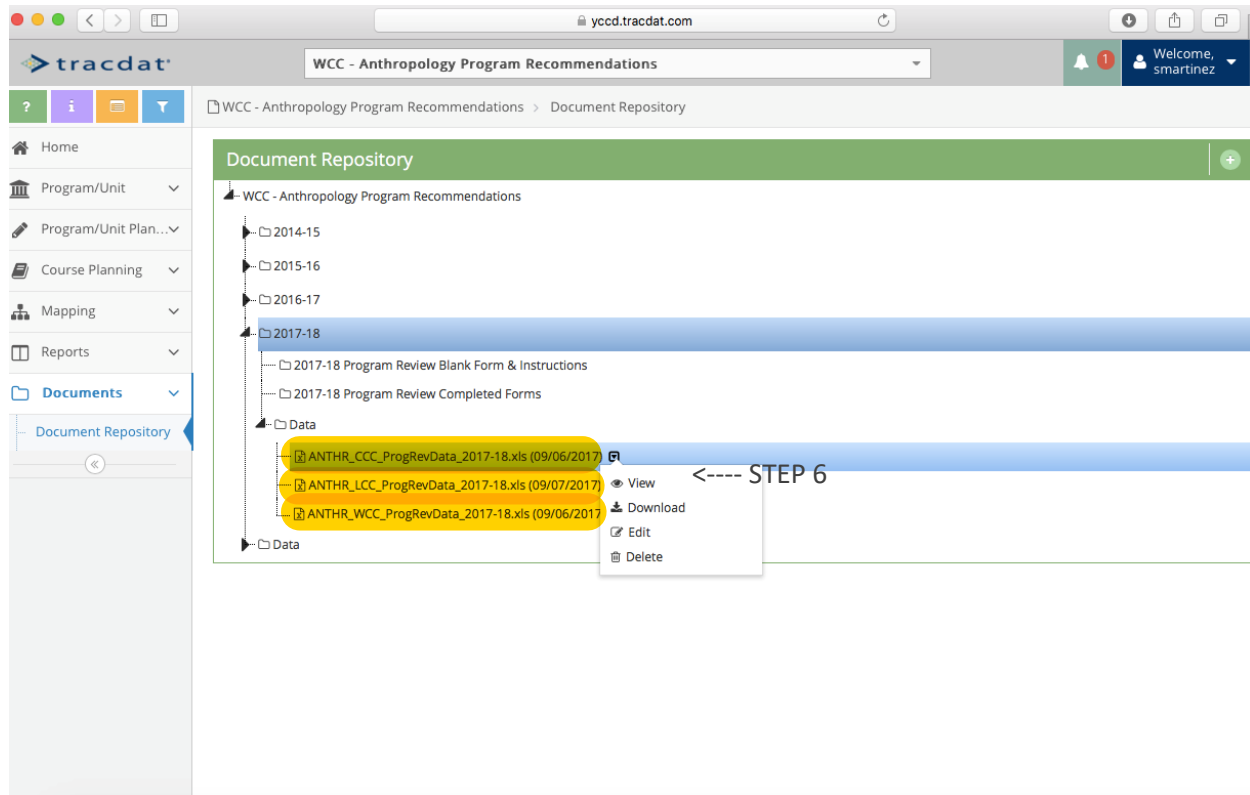 yccd.tracdat.com
tracdat
WCC - Anthropology Program Recommendations
1
Welcome,
smartinez
? i
WCC - Anthropology Program Recommendations > Document Repository
Home
Program/Unit
Program/Unit Plan...
Course Planning
Mapping
Reports
Documents
Document Repository
Document Repository
WCC - Anthropology Program Recommendations
2014-15
2015-16
2016-17
2017-18
2017-18 Program Review Blank Form & Instructions
2017-18 Program Review Completed Forms
Data
ANTHR_CCC_ProgRevData_2017-18.xls (09/06/2017)
ANTHR_LCC_ProgRevData_2017-18.xls (09/07/2017)
ANTHR_WCC_ProgRevData_2017-18.xls (09/06/2017
Data
View
Download
Edit
Delete
<---- STEP 6